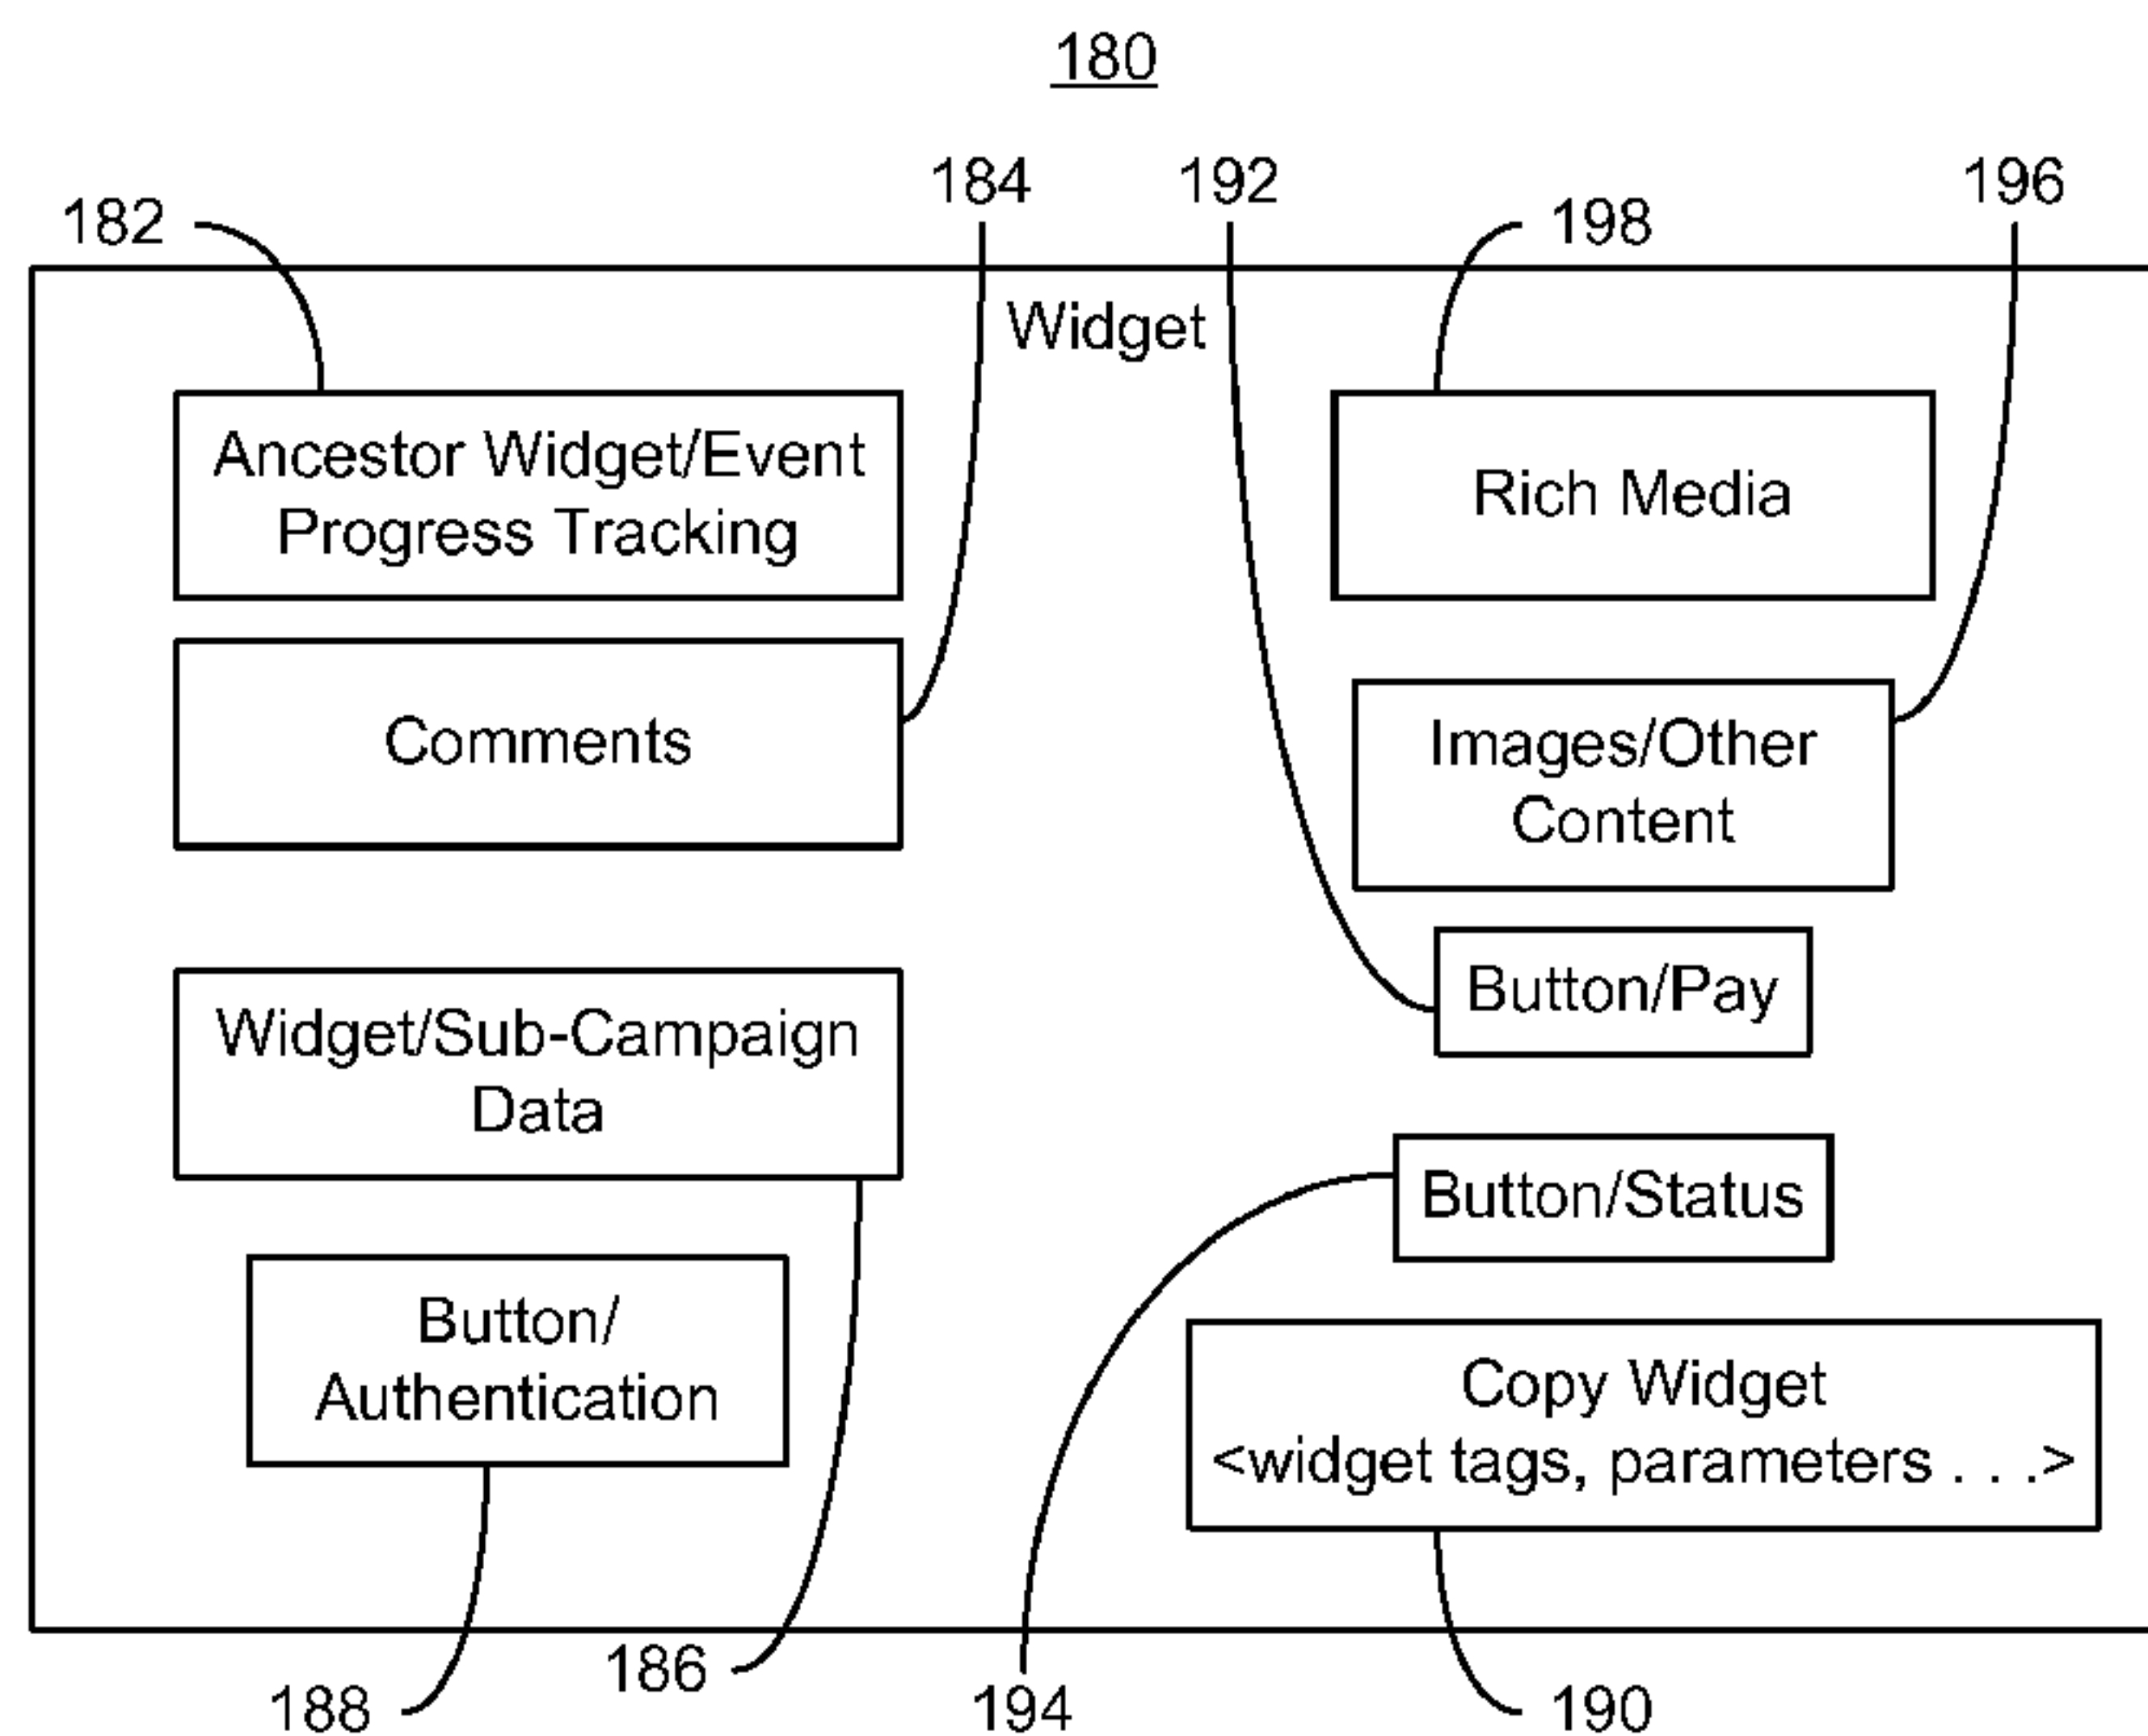 180
184
192
196
182
198
Widget
Ancestor Widget/Event
Progress Tracking
Rich Media
Comments
Images/Other
Content
Button/Pay
Widget/Sub-Campaign
Data
Button/Status
Button/
Authentication
Copy Widget
<widget tags, parameters . . .>
186
188
194
190